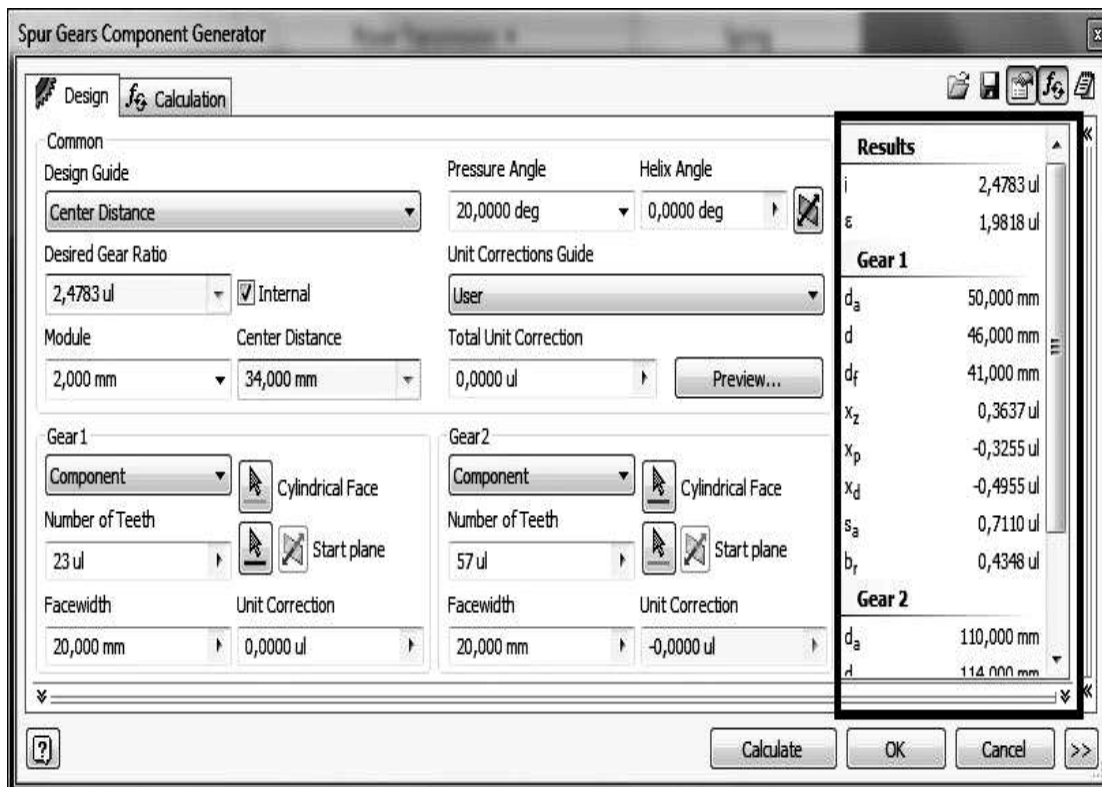 Spur Gears Component Generator
Design
Calculation
Common
Design Guide
Center Distance
Pressure Angle
20,0000 deg
Helix Angle
0,0000 deg
Desired Gear Ratio
2,4783 ul
Internal
Unit Corrections Guide
User
Module
2,000 mm
Center Distance
34,000 mm
Total Unit Correction
0,0000 ul
Preview...
Gear1
Component
Cylindrical Face
Number of Teeth
23 ul
Start plane
Facewidth
20,000 mm
Unit Correction
0,0000 ul
Gear2
Component
Cylindrical Face
Number of Teeth
57 ul
Start plane
Facewidth
20,000 mm
Unit Correction
-0,0000 ul
Results
i 2,4783 ul
ε 1,9818 ul
Gear 1
da 50,000 mm
d 46,000 mm
df 41,000 mm
xz 0,3637 ul
xp -0,3255 ul
xd -0,4955 ul
sa 0,7110 ul
br 0,4348 ul
Gear 2
da 110,000 mm
d 114,000 mm
Calculate
OK
Cancel
>>